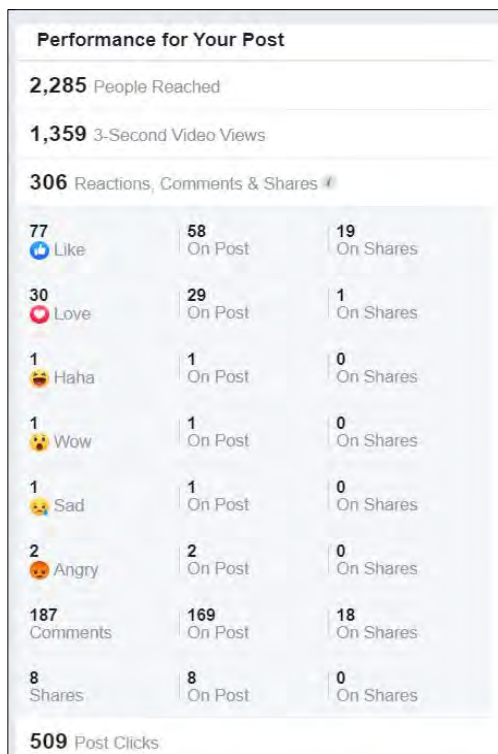 Performance for Your Post
2,285 People Reached
1,359 3-Second Video Views
306 Reactions, Comments & Shares i
77 58 19
Like On Post On Shares
30 29 1
Love On Post On Shares
1 1 0
Haha On Post On Shares
1 1 0
Wow On Post On Shares
1 1 0
Sad On Post On Shares
2 2 0
Angry On Post On Shares
187 169 18
Comments On Post On Shares
8 8 0
Shares On Post On Shares
509 Post Clicks